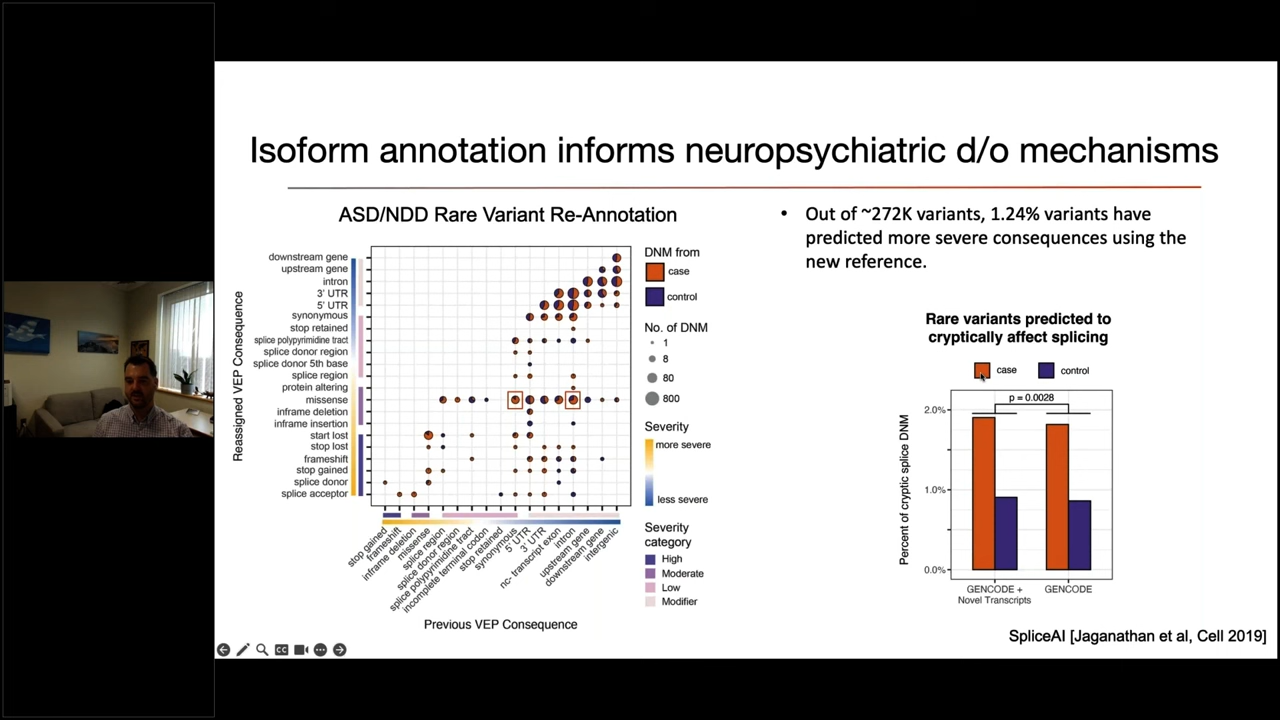 Isoform annotation informs neuropsychiatric d/o mechanisms
ASD/NDD Rare Variant Re-Annotation
Reassigned VEP Consequence
downstream gene
upstream gene
intron
3' UTR
5' UTR
synonymous
stop retained
splice polypyrimidine tract
splice donor region
splice donor 5th base
splice region
protein altering
missense
inframe deletion
inframe insertion
start lost
stop lost
frameshift
stop gained
splice donor
splice acceptor
stop gained
frameshift
inframe deletion
missense
splice region
splice donor region
splice polypyrimidine tract
incomplete terminal codon
stop retained
synonymous
5' UTR
3' UTR
nc- transcript exon
intron
upstream gene
downstream gene
intergenic
Previous VEP Consequence
DNM from
case
control
No. of DNM
1
8
80
800
Severity
more severe
less severe
Severity
category
High
Moderate
Low
Modifier
• Out of ~272K variants, 1.24% variants have
predicted more severe consequences using the
new reference.
Rare variants predicted to
cryptically affect splicing
case
control
p = 0.0028
Percent of cryptic splice DNM
2.0%
1.0%
0.0%
GENCODE +
Novel Transcripts
GENCODE
SpliceAI [Jaganathan et al, Cell 2019]
CC